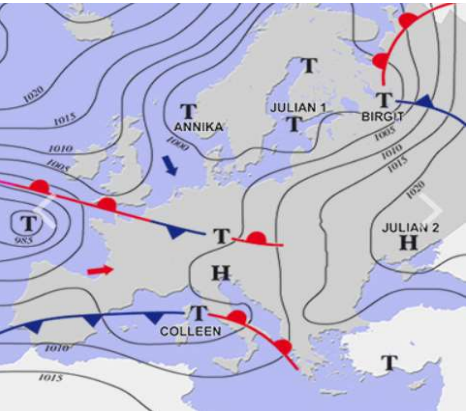 1020
1015
1010
1005
T
985
T
ANNIKA
1000
T
JULIAN 1
T
T
BIRGIT
1005
1010
1015
1020
JULIAN 2
H
T
H
T
COLLEEN
1010
1015
T